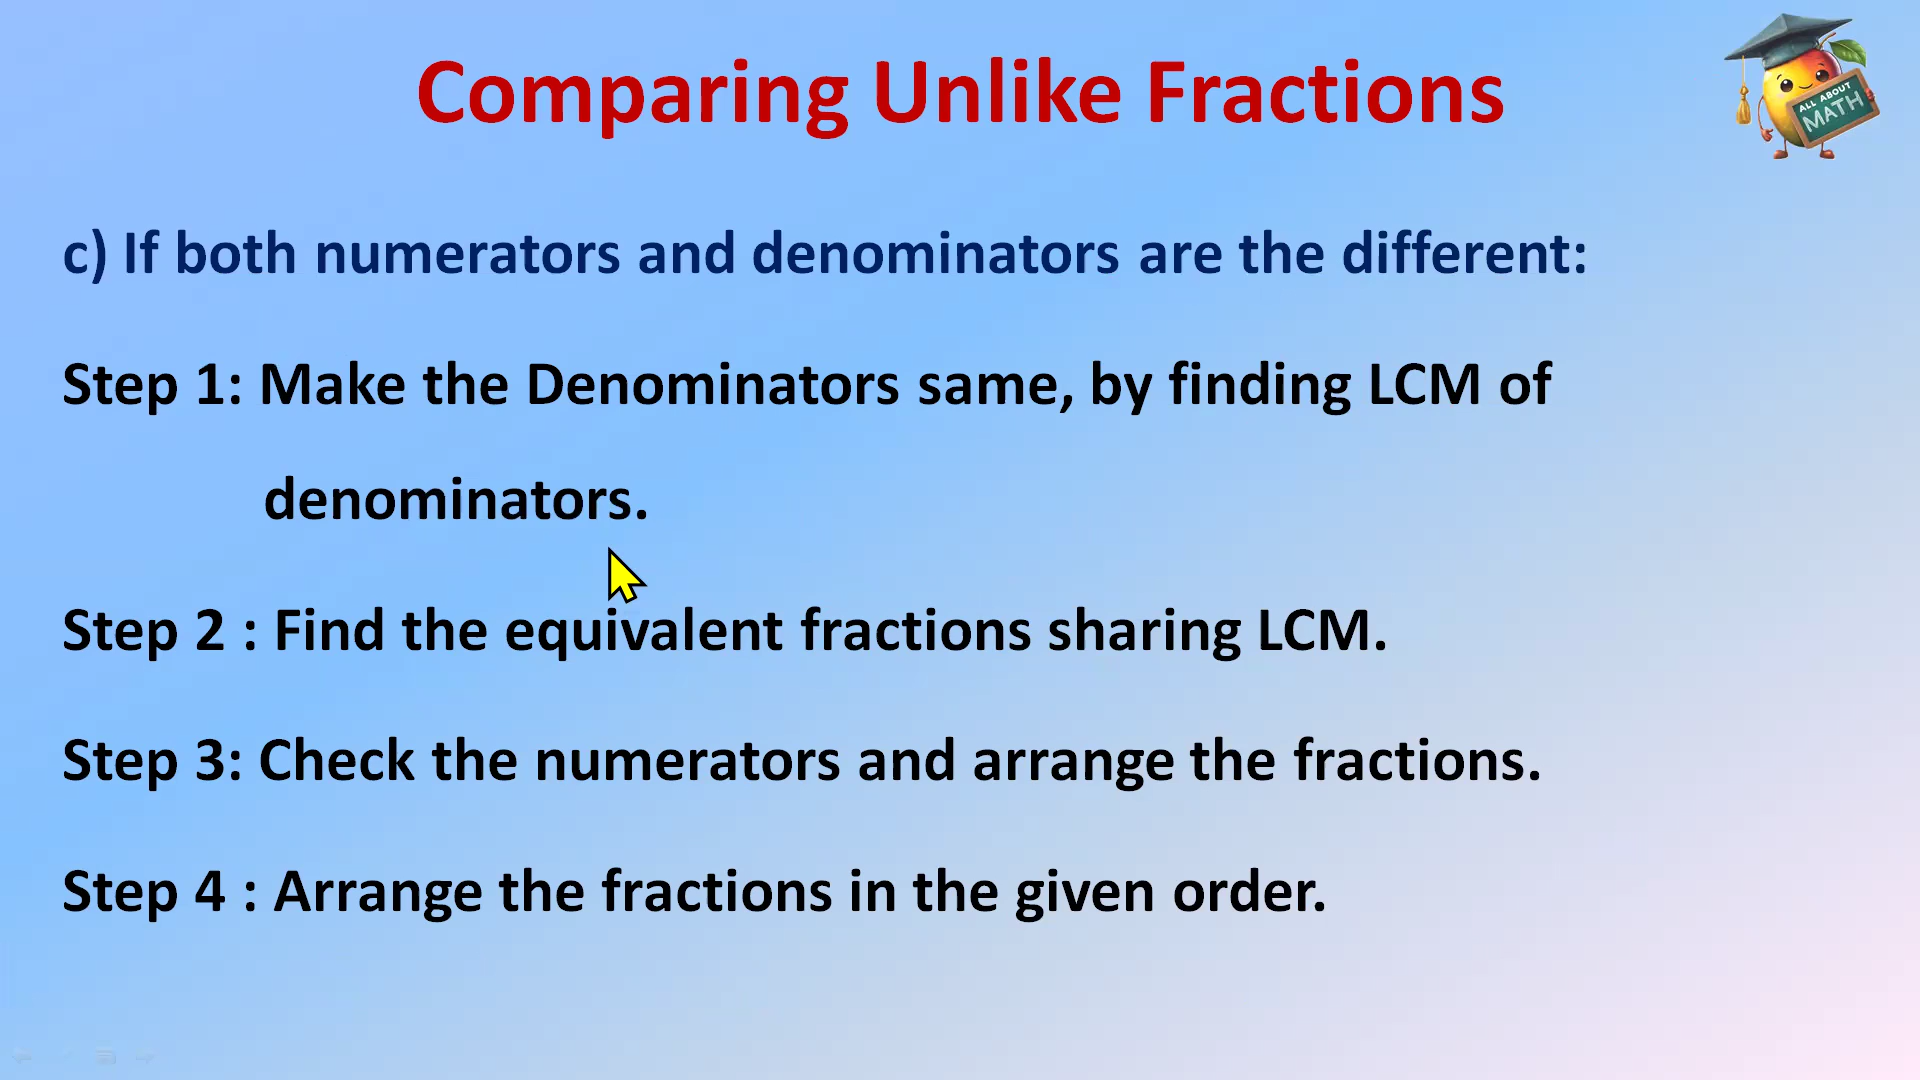 Comparing Unlike Fractions
ALL ABOUT
MATH
c) If both numerators and denominators are the different:
Step 1: Make the Denominators same, by finding LCM of
denominators.
Step 2 : Find the equivalent fractions sharing LCM.
Step 3: Check the numerators and arrange the fractions.
Step 4 : Arrange the fractions in the given order.